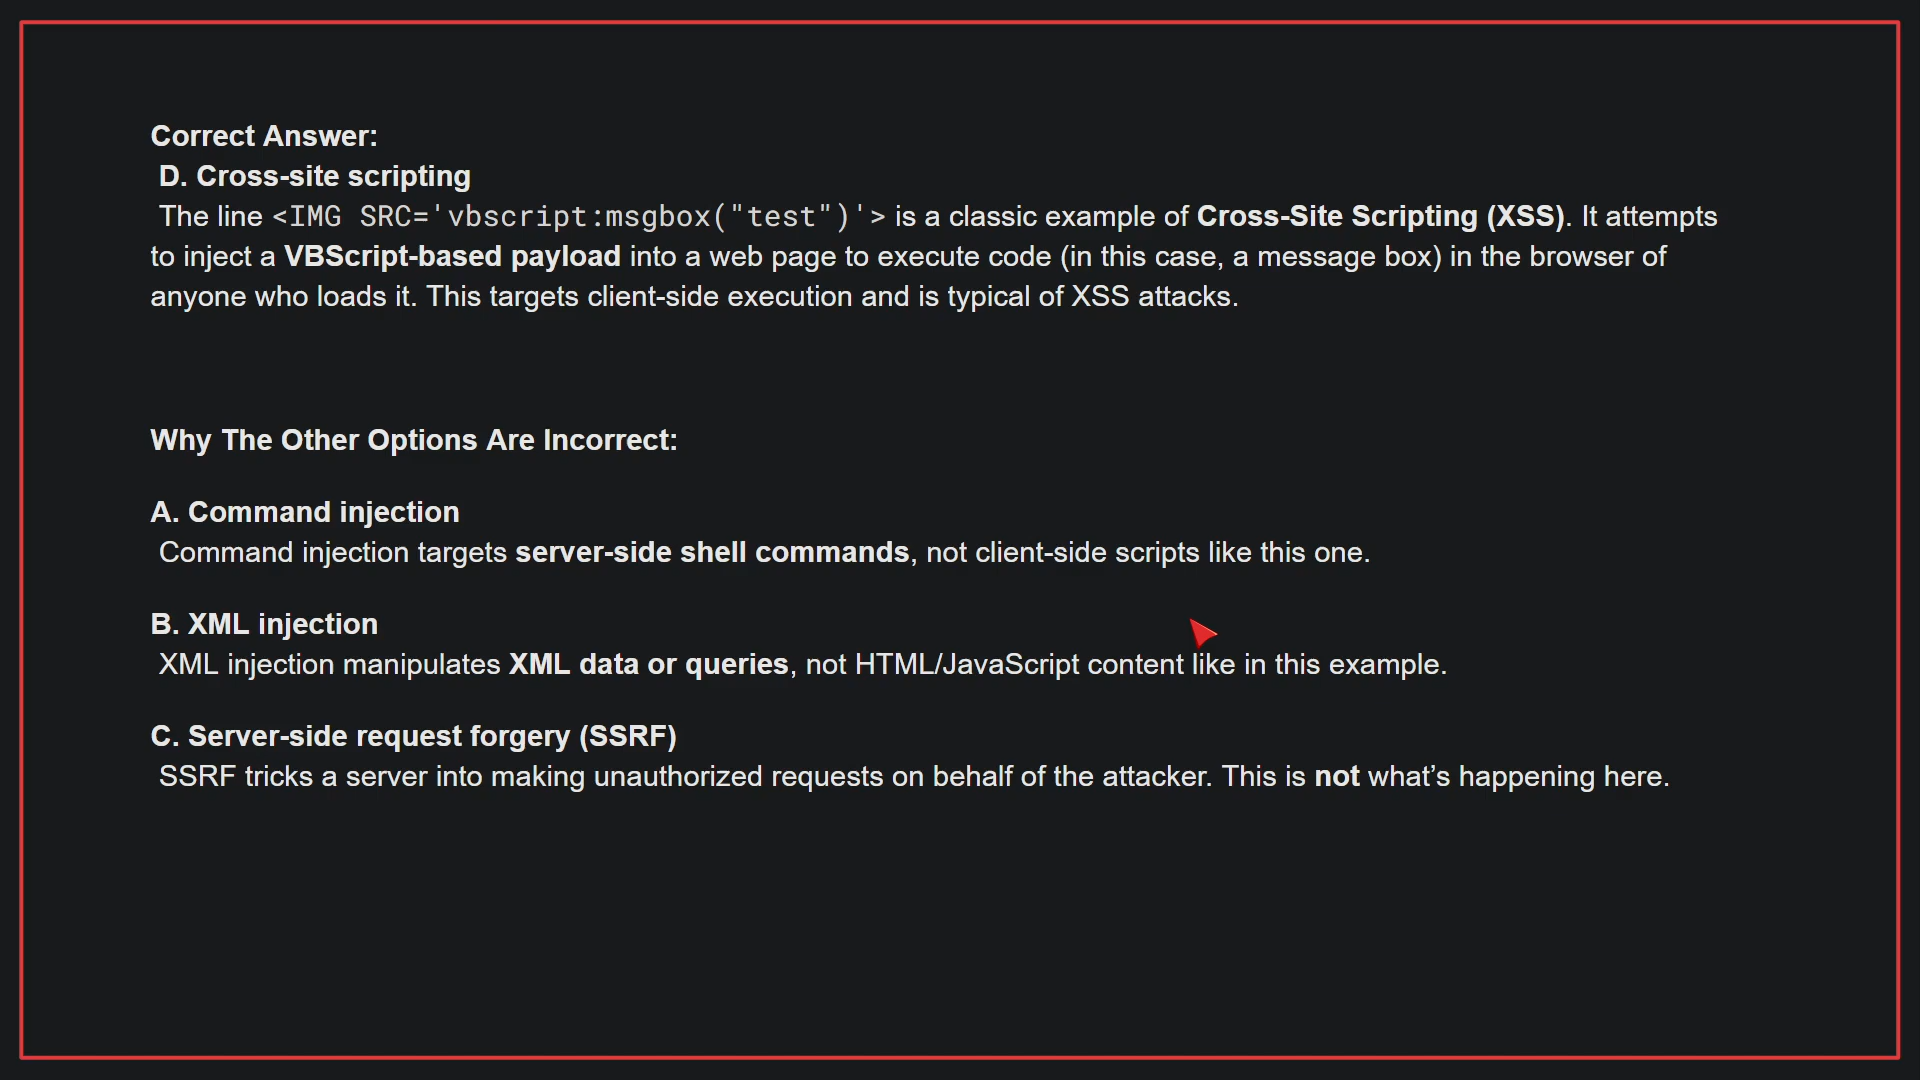 Correct Answer:
D. Cross-site scripting
The line <IMG SRC='vbscript:msgbox("test")'> is a classic example of Cross-Site Scripting (XSS). It attempts
to inject a VBScript-based payload into a web page to execute code (in this case, a message box) in the browser of
anyone who loads it. This targets client-side execution and is typical of XSS attacks.
Why The Other Options Are Incorrect:
A. Command injection
Command injection targets server-side shell commands, not client-side scripts like this one.
B. XML injection
XML injection manipulates XML data or queries, not HTML/JavaScript content like in this example.
C. Server-side request forgery (SSRF)
SSRF tricks a server into making unauthorized requests on behalf of the attacker. This is not what’s happening here.